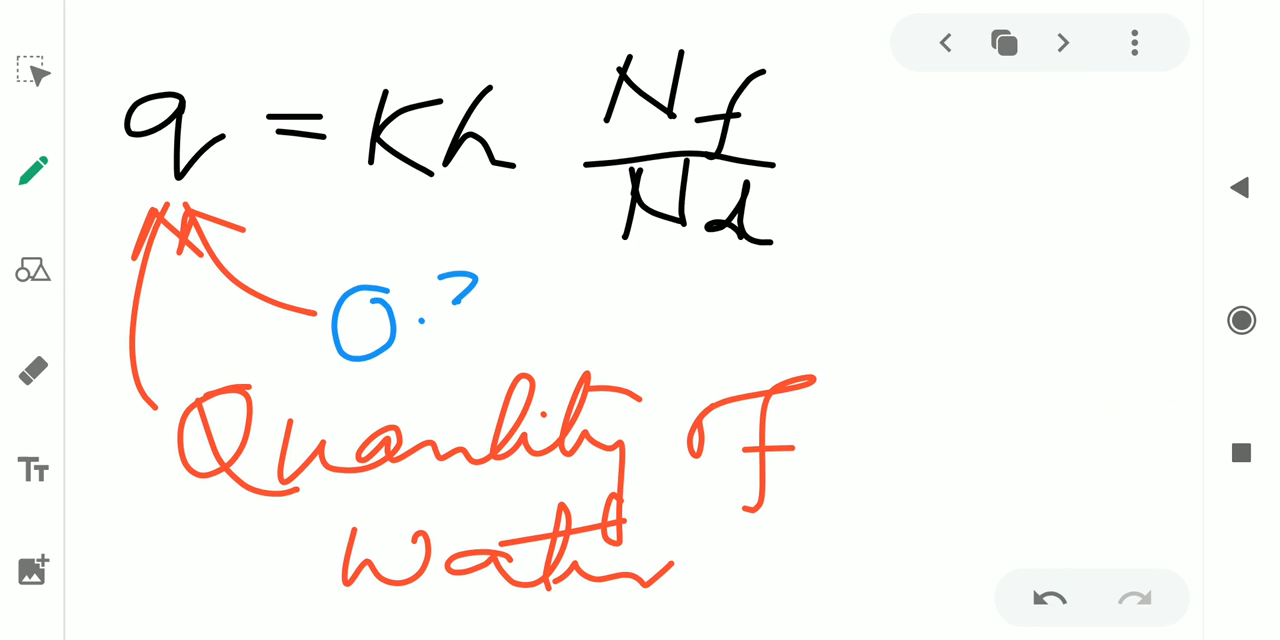 q = Kh Nf/Nd
0.?
Quantity of
water